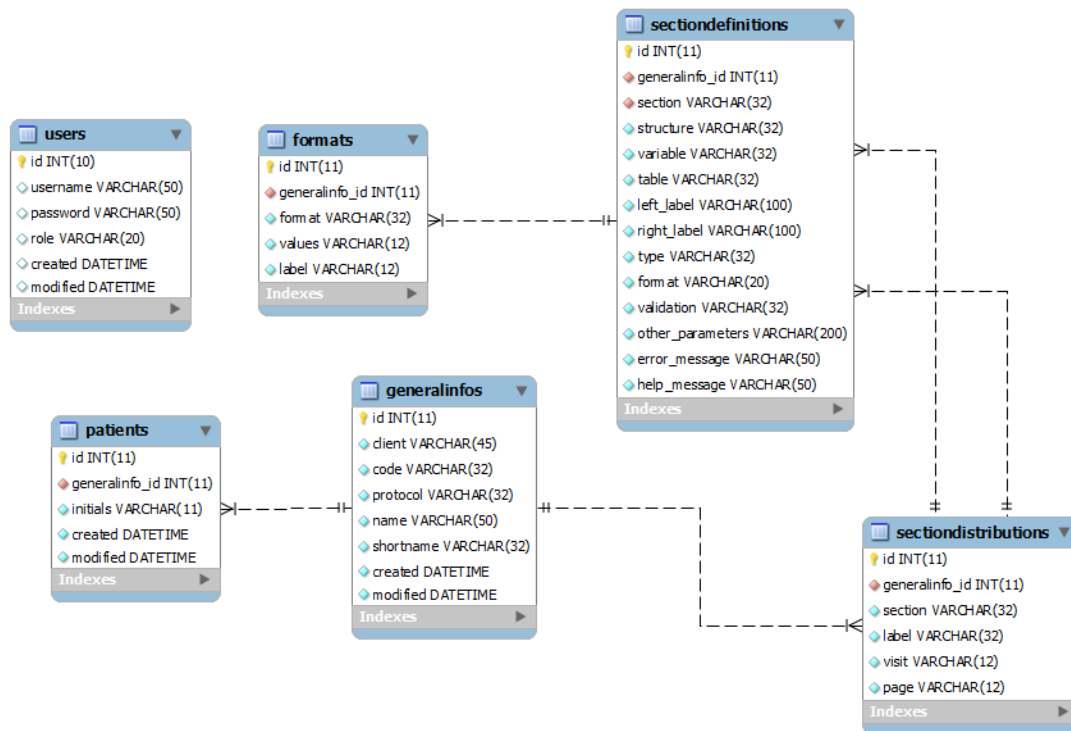 sectiondefinitions
id INT(11)
generalinfo_id INT(11)
section VARCHAR(32)
structure VARCHAR(32)
variable VARCHAR(32)
table VARCHAR(32)
left_label VARCHAR(100)
right_label VARCHAR(100)
type VARCHAR(32)
format VARCHAR(20)
validation VARCHAR(32)
other_parameters VARCHAR(200)
error_message VARCHAR(50)
help_message VARCHAR(50)
Indexes
users
id INT(10)
username VARCHAR(50)
password VARCHAR(50)
role VARCHAR(20)
created DATETIME
modified DATETIME
Indexes
formats
id INT(11)
generalinfo_id INT(11)
format VARCHAR(32)
values VARCHAR(12)
label VARCHAR(12)
Indexes
patients
id INT(11)
generalinfo_id INT(11)
initials VARCHAR(11)
created DATETIME
modified DATETIME
Indexes
generalinfos
id INT(11)
client VARCHAR(45)
code VARCHAR(32)
protocol VARCHAR(32)
name VARCHAR(50)
shortname VARCHAR(32)
created DATETIME
modified DATETIME
Indexes
sectiondistributions
id INT(11)
generalinfo_id INT(11)
section VARCHAR(32)
label VARCHAR(32)
visit VARCHAR(12)
page VARCHAR(12)
Indexes